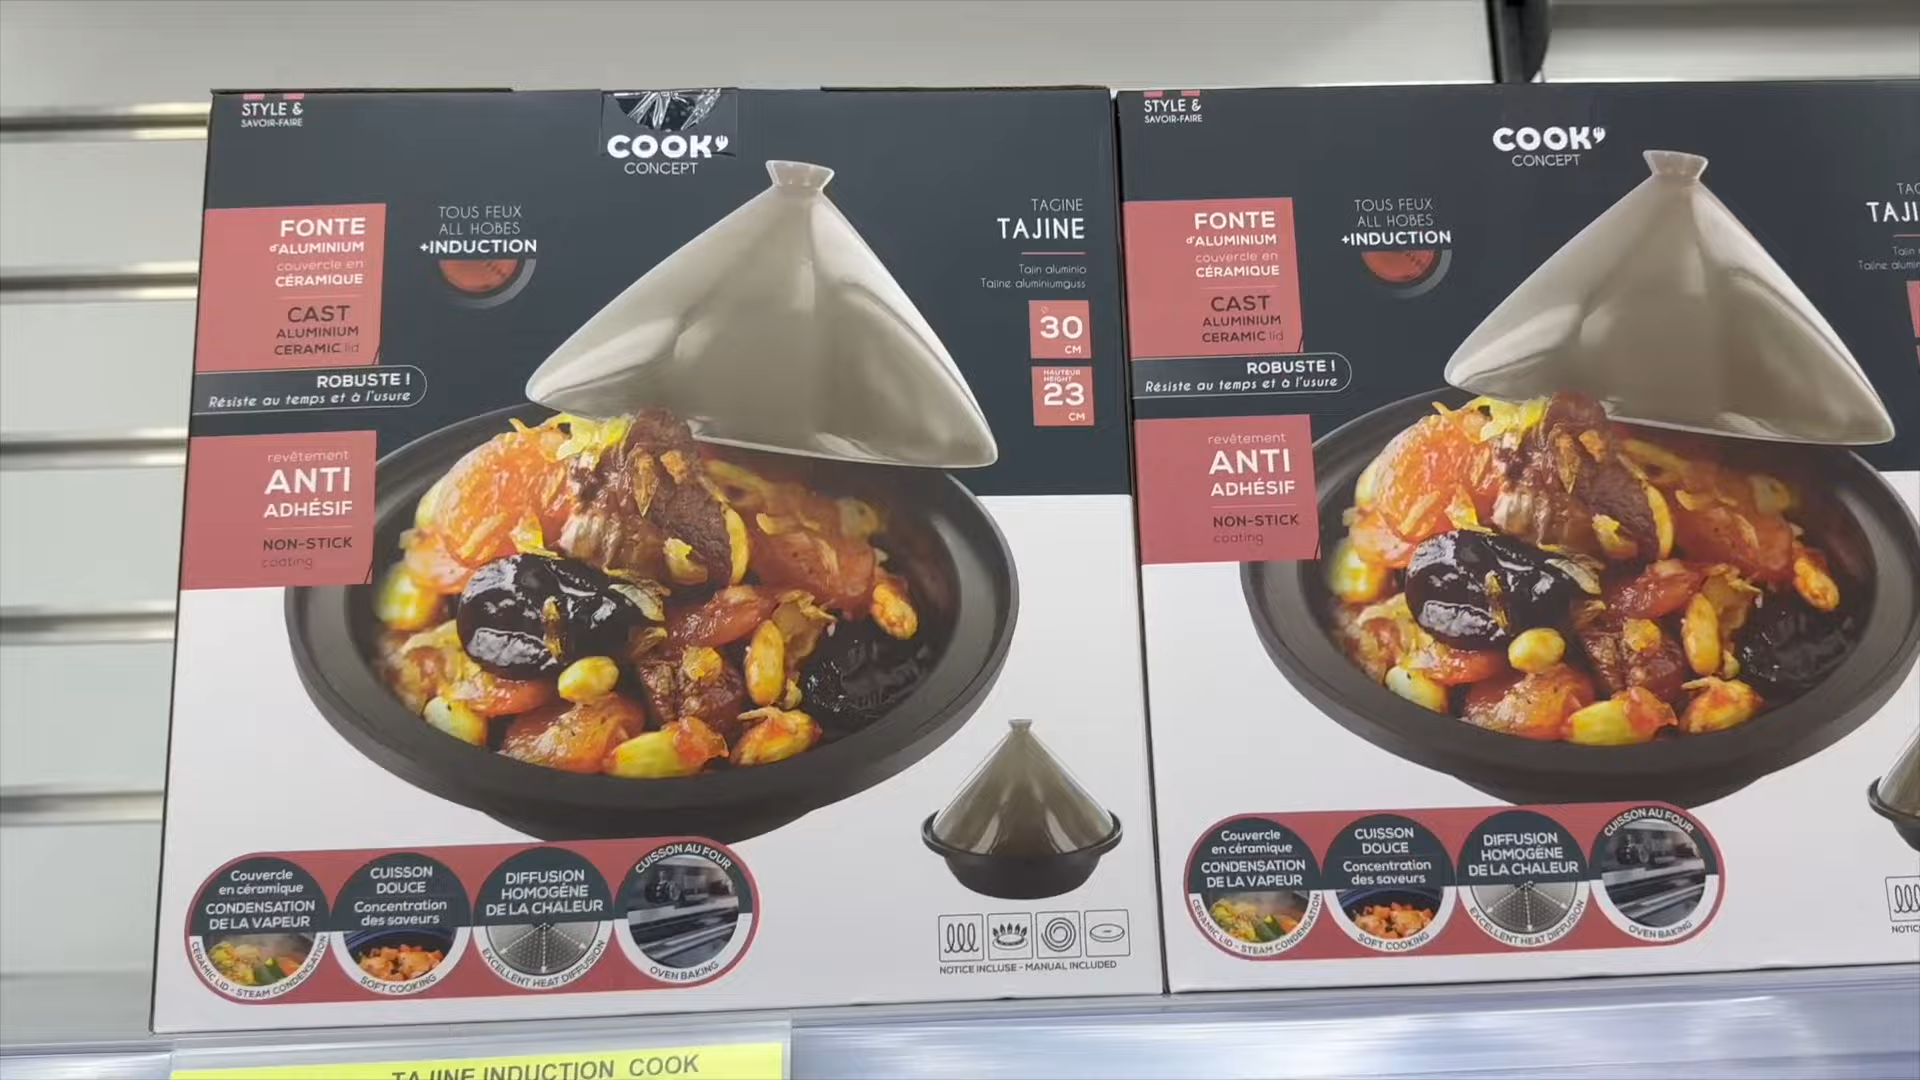 STYLE &
SAVOIR-FAIRE
COOK
CONCEPT
FONTE
d'ALUMINIUM
couvercle en
CÉRAMIQUE
CAST
ALUMINIUM
CERAMIC lid
TOUS FEUX
ALL HOBES
+INDUCTION
TAGINE
TAJINE
Tajin aluminio
Tajine aluminiumguss
30
CM
HAUTEUR
HEIGHT
23
CM
ROBUSTE !
Résiste au temps et à l'usure
revêtement
ANTI
ADHÉSIF
NON-STICK
coating
Couvercle
en céramique
CONDENSATION
DE LA VAPEUR
CERAMIC LID - STEAM CONDENSATION
CUISSON
DOUCE
Concentration
des saveurs
SOFT COOKING
DIFFUSION
HOMOGÈNE
DE LA CHALEUR
EXCELLENT HEAT DIFFUSION
CUISSON AU FOUR
OVEN BAKING
NOTICE INCLUSE - MANUAL INCLUDED
STYLE &
SAVOIR-FAIRE
COOK
CONCEPT
FONTE
d'ALUMINIUM
couvercle en
CÉRAMIQUE
CAST
ALUMINIUM
CERAMIC lid
TOUS FEUX
ALL HOBES
+INDUCTION
ROBUSTE !
Résiste au temps et à l'usure
revêtement
ANTI
ADHÉSIF
NON-STICK
coating
Couvercle
en céramique
CONDENSATION
DE LA VAPEUR
CERAMIC LID - STEAM CONDENSATION
CUISSON
DOUCE
Concentration
des saveurs
SOFT COOKING
DIFFUSION
HOMOGÈNE
DE LA CHALEUR
EXCELLENT HEAT DIFFUSION
CUISSON AU FOUR
OVEN BAKING
TAJINE INDUCTION COOK